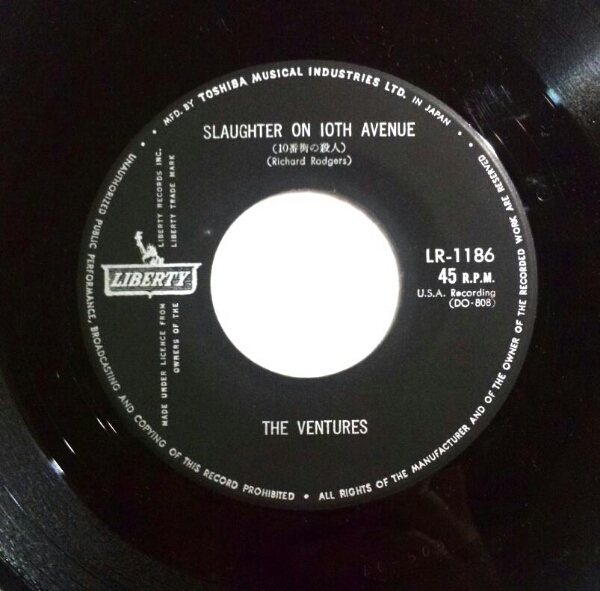 • MFD. BY TOSHIBA MUSICAL INDUSTRIES LTD. IN JAPAN •
SLAUGHTER ON 10TH AVENUE
(10番街の殺人)
(Richard Rodgers)
LIBERTY RECORDS INC.
LIBERTY TRADE MARK
LIBERTY
MADE UNDER LICENCE FROM
OWNERS OF THE
LR-1186
45 R.P.M.
U.S.A. Recording
(DO-808)
THE VENTURES
• UNAUTHORIZED PUBLIC PERFORMANCE, BROADCASTING AND COPYING OF THIS RECORD PROHIBITED • ALL RIGHTS OF THE MANUFACTURER AND OF THE OWNER OF THE RECORDED WORK ARE RESERVED •